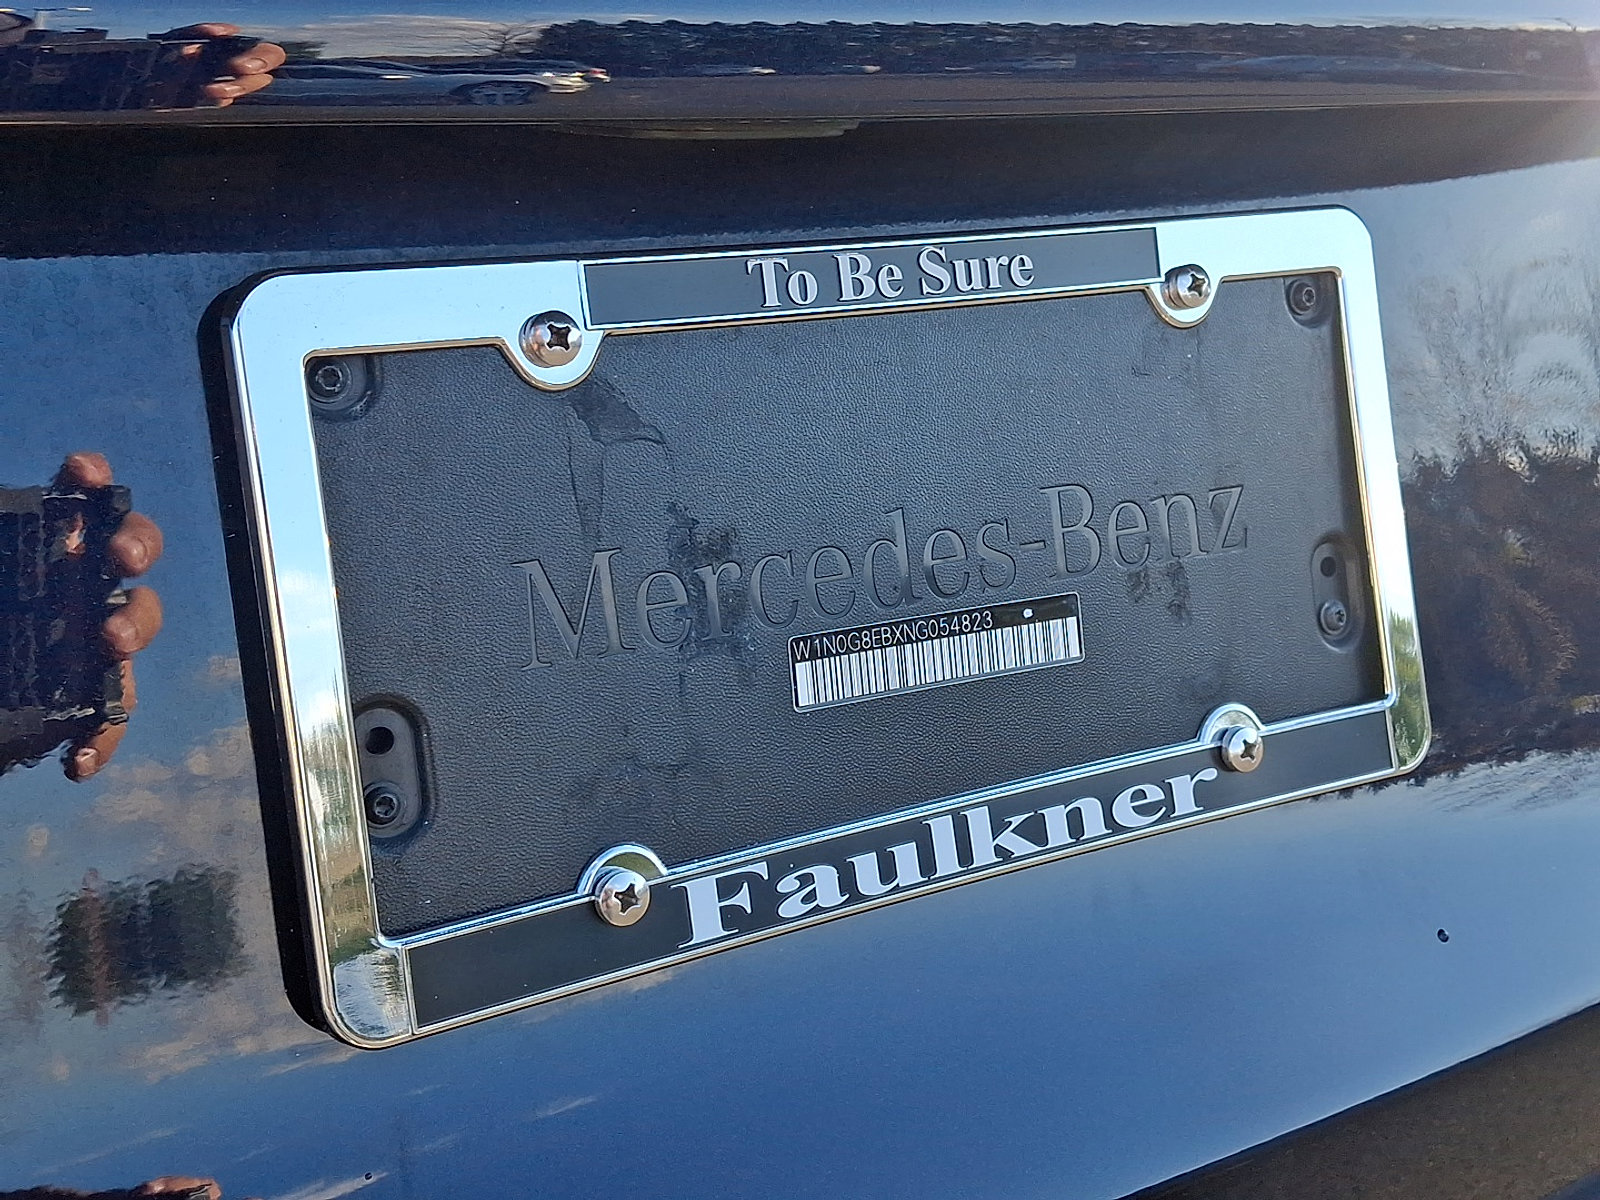 To Be Sure
Mercedes-Benz
W1N0G8EBXNG054823
Faulkner